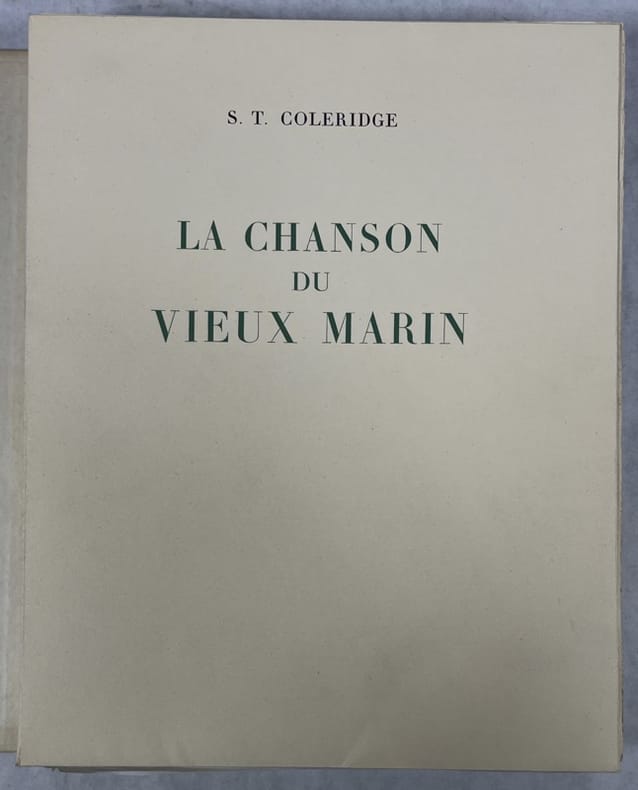 S. T. COLERIDGE
LA CHANSON
DU
VIEUX MARIN